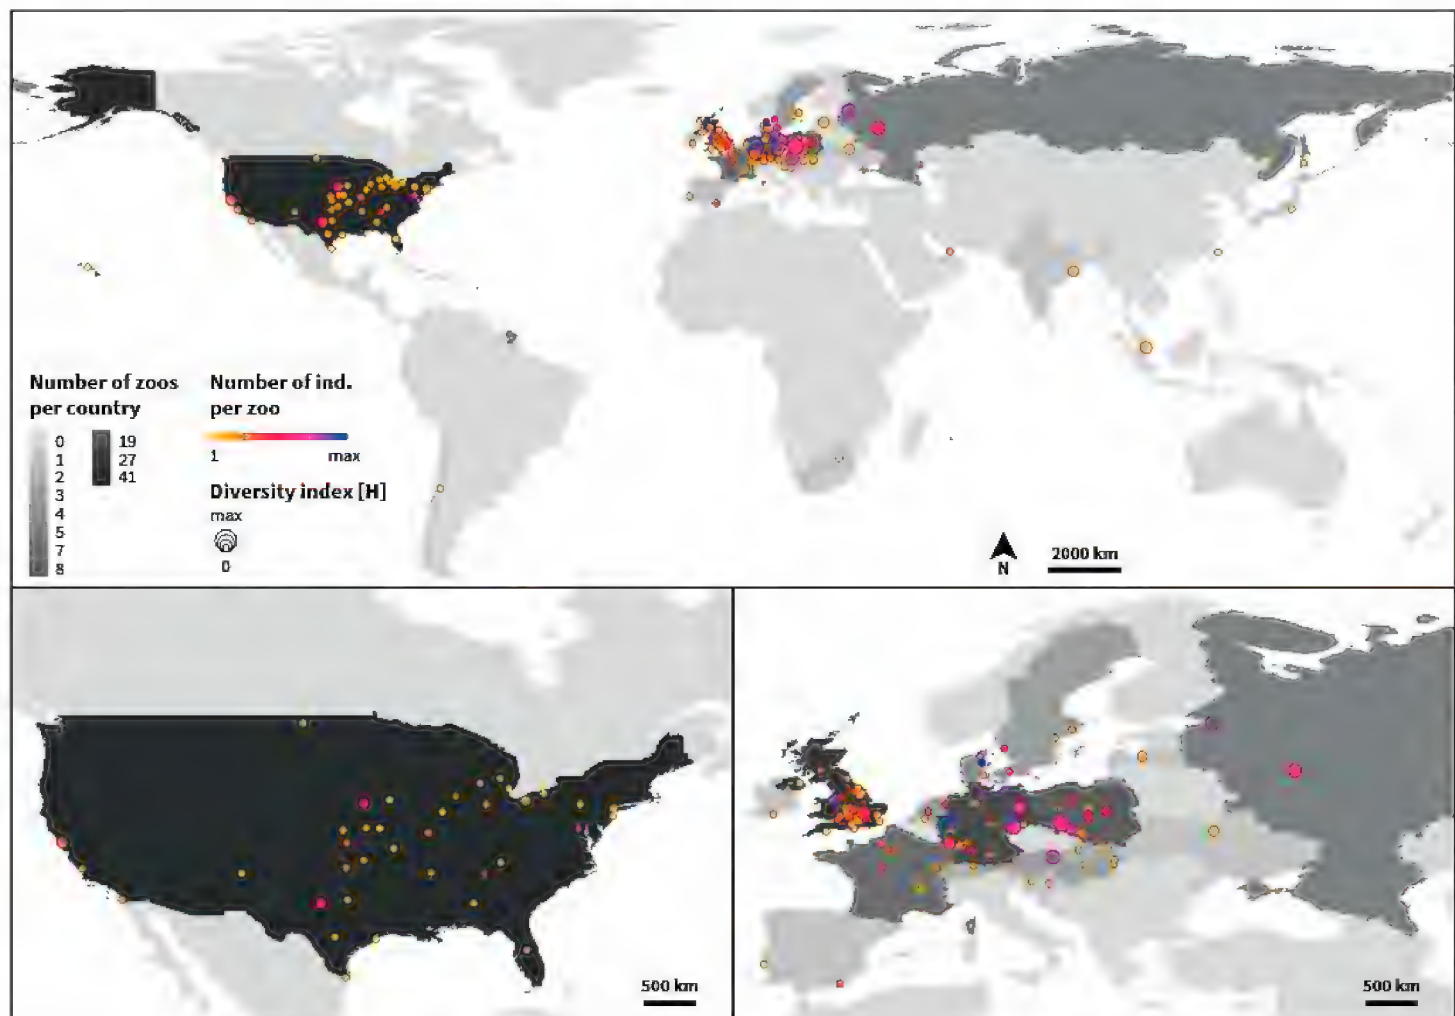 Number of zoos
per country
0
1
2
3
4
5
7
8
19
27
41
Number of ind.
per zoo
1 max
Diversity index [H]
max
0
N
2000 km
500 km
500 km